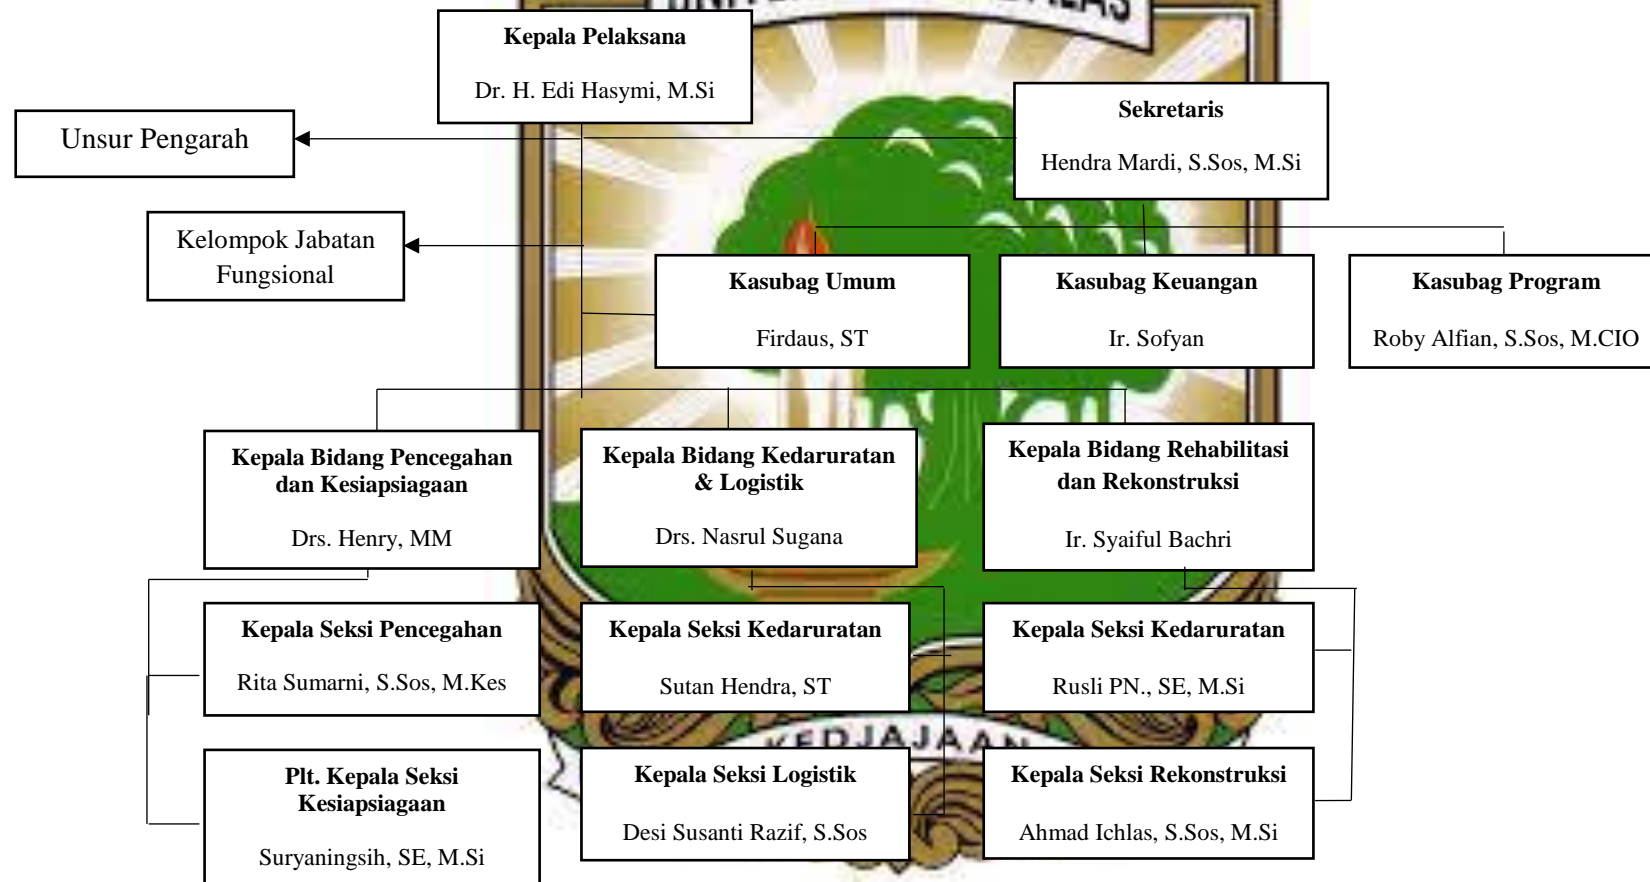 Kepala Pelaksana
Dr. H. Edi Hasymi, M.Si
Sekretaris
Hendra Mardi, S.Sos, M.Si
Unsur Pengarah
Kelompok Jabatan
Fungsional
Kasubag Umum
Firdaus, ST
Kasubag Keuangan
Ir. Sofyan
Kasubag Program
Roby Alfian, S.Sos, M.CIO
Kepala Bidang Pencegahan
dan Kesiapsiagaan
Drs. Henry, MM
Kepala Bidang Kedaruratan
& Logistik
Drs. Nasrul Sugana
Kepala Bidang Rehabilitasi
dan Rekonstruksi
Ir. Syaiful Bachri
Kepala Seksi Pencegahan
Rita Sumarni, S.Sos, M.Kes
Kepala Seksi Kedaruratan
Sutan Hendra, ST
Kepala Seksi Kedaruratan
Rusli PN., SE, M.Si
KEDJAJAAN
Plt. Kepala Seksi
Kesiapsiagaan
Suryaningsih, SE, M.Si
Kepala Seksi Logistik
Desi Susanti Razif, S.Sos
Kepala Seksi Rekonstruksi
Ahmad Ichlas, S.Sos, M.Si